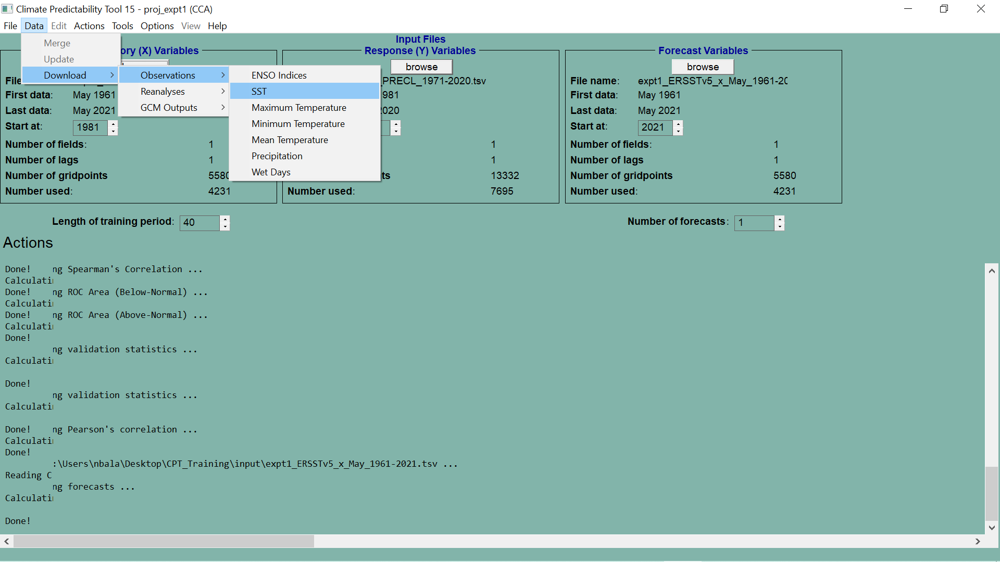 Climate Predictability Tool 15 - proj_expt1 (CCA)
File Data Edit Actions Tools Options View Help
Merge
Update
Download
Observations
Reanalyses
GCM Outputs
ENSO Indices
SST
Maximum Temperature
Minimum Temperature
Mean Temperature
Precipitation
Wet Days
Input Files
ory (X) Variables
File
First data: May 1961
Last data: May 2021
Start at: 1981
Number of fields: 1
Number of lags 1
Number of gridpoints 5580
Number used: 4231
Response (Y) Variables
browse
_PRECL_1971-2020.tsv
981
2020
1
1
ts 13332
Number used: 7695
Forecast Variables
browse
File name: expt1_ERSSTv5_x_May_1961-20
First data: May 1961
Last data: May 2021
Start at: 2021
Number of fields: 1
Number of lags 1
Number of gridpoints 5580
Number used: 4231
Length of training period: 40
Number of forecasts: 1
Actions
Done! ng Spearman's Correlation ...
Calculati
Done! ng ROC Area (Below-Normal) ...
Calculati
Done! ng ROC Area (Above-Normal) ...
Calculati
Done!
ng validation statistics ...
Calculati
Done!
ng validation statistics ...
Calculati
Done! ng Pearson's correlation ...
Calculati
Done!
:\Users\nbala\Desktop\CPT_Training\input\expt1_ERSSTv5_x_May_1961-2021.tsv ...
Reading C
ng forecasts ...
Calculati
Done!